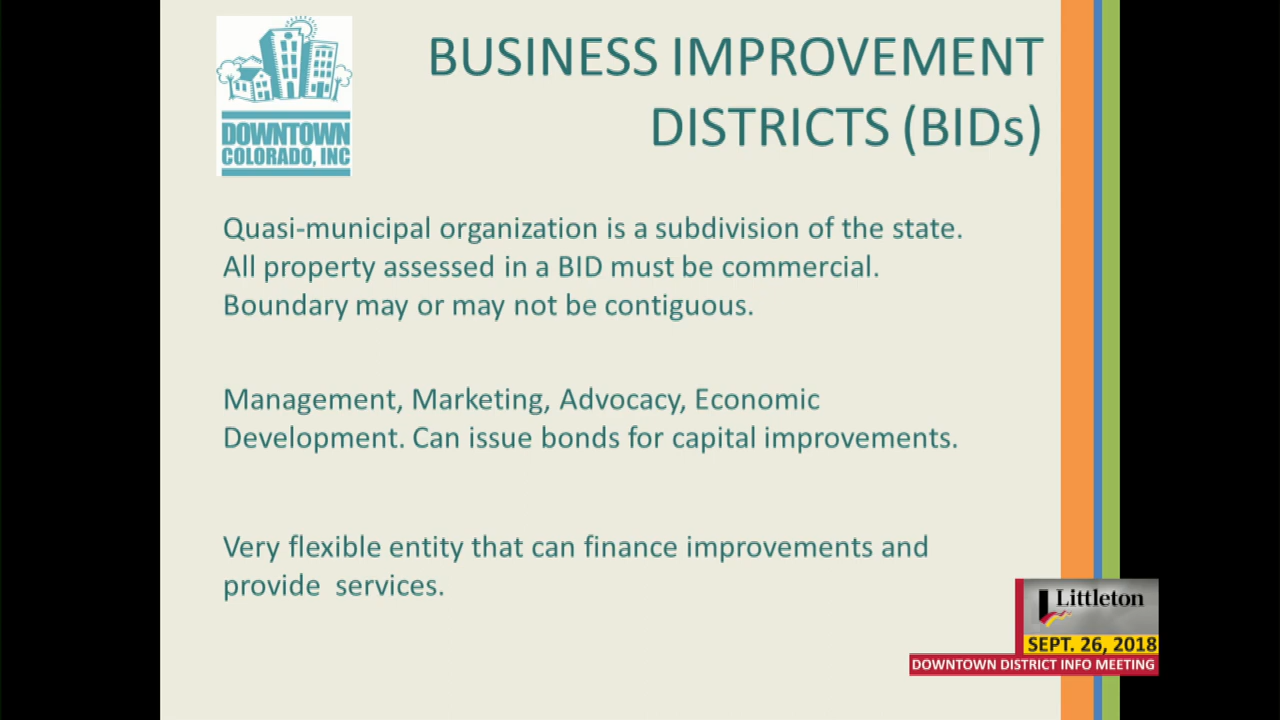 DOWNTOWN
COLORADO, INC
BUSINESS IMPROVEMENT
DISTRICTS (BIDs)
Quasi-municipal organization is a subdivision of the state.
All property assessed in a BID must be commercial.
Boundary may or may not be contiguous.
Management, Marketing, Advocacy, Economic
Development. Can issue bonds for capital improvements.
Very flexible entity that can finance improvements and
provide  services.
Littleton
SEPT. 26, 2018
DOWNTOWN DISTRICT INFO MEETING